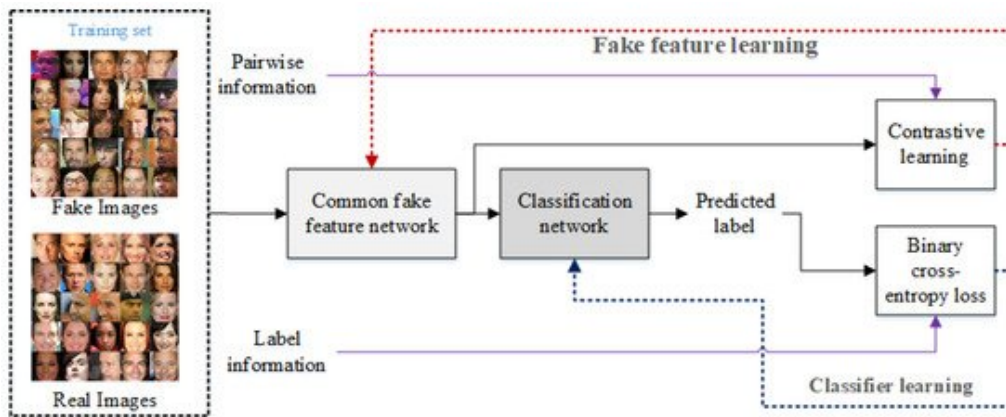 Training set
Fake Images
Real Images
Pairwise
information
Fake feature learning
Contrastive
learning
Common fake
feature network
Classification
network
Predicted
label
Binary
cross-
entropy loss
Label
information
Classifier learning